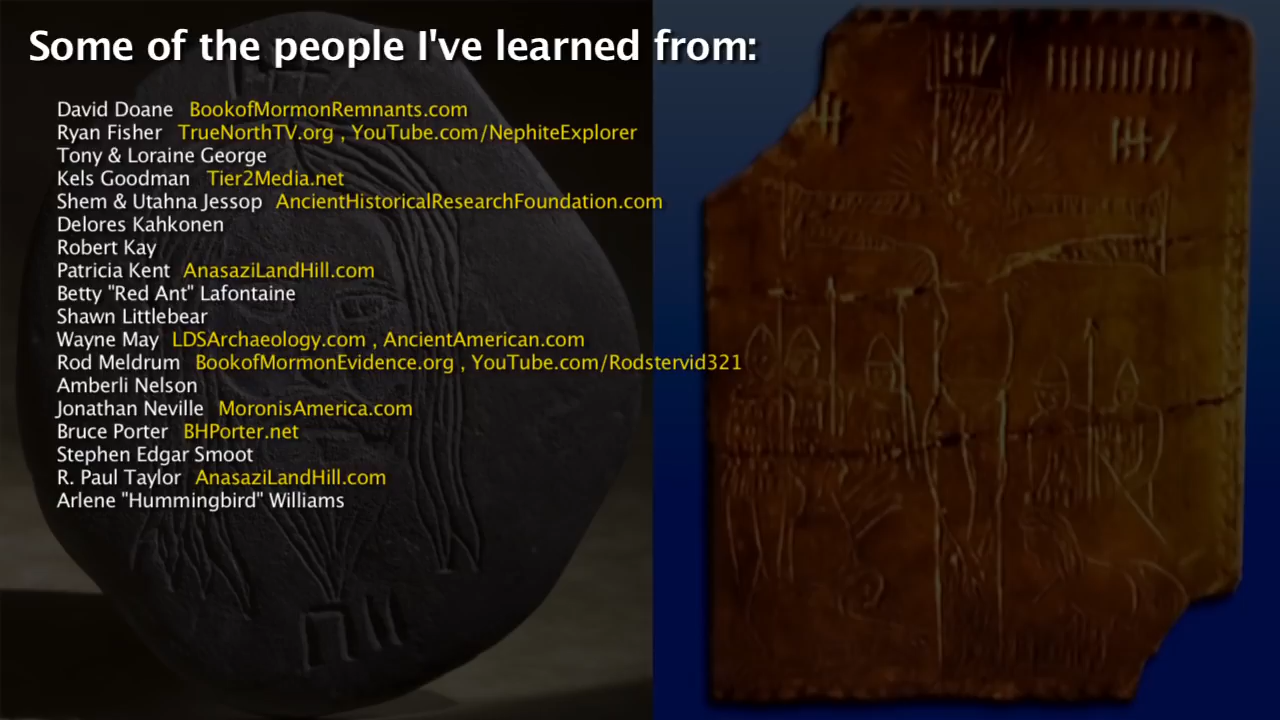 Some of the people I've learned from:
David Doane BookofMormonRemnants.com
Ryan Fisher TrueNorthTV.org , YouTube.com/NephiteExplorer
Tony & Loraine George
Kels Goodman Tier2Media.net
Shem & Utahna Jessop AncientHistoricalResearchFoundation.com
Delores Kahkonen
Robert Kay
Patricia Kent AnasaziLandHill.com
Betty "Red Ant" Lafontaine
Shawn Littlebear
Wayne May LDSArchaeology.com , AncientAmerican.com
Rod Meldrum BookofMormonEvidence.org , YouTube.com/Rodstervid321
Amberli Nelson
Jonathan Neville MoronisAmerica.com
Bruce Porter BHPorter.net
Stephen Edgar Smoot
R. Paul Taylor AnasaziLandHill.com
Arlene "Hummingbird" Williams